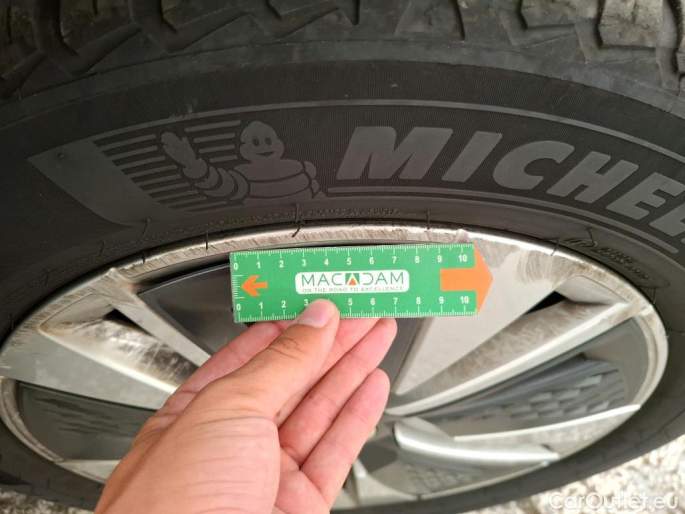 MICHEL
0 1 2 3 4 5 6 7 8 9 10
MACADAM
ON THE ROAD TO EXCELLENCE
0 1 2 3 4 5 6 7 8 9 10
CarOutlet.eu